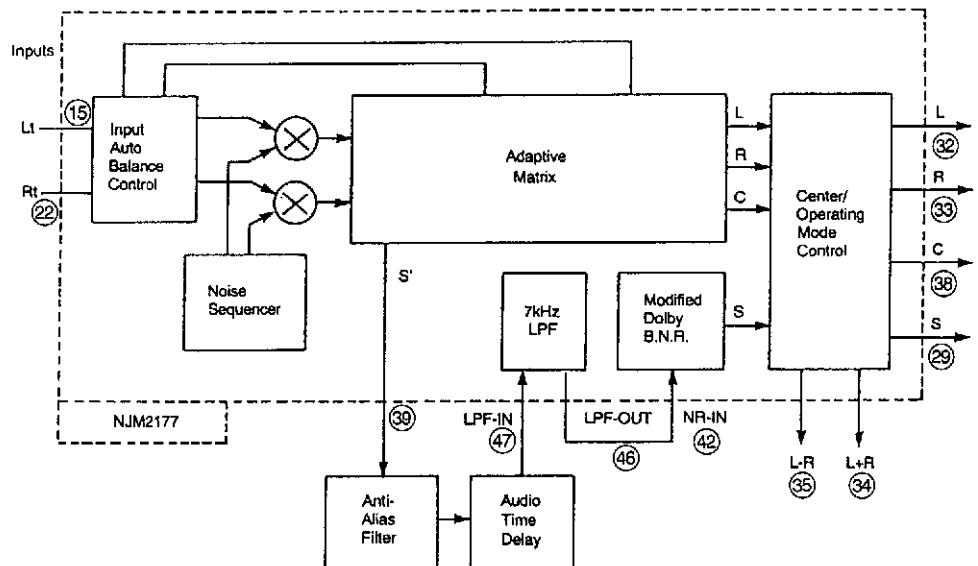 Inputs
15
Lt
Rt
22
Input
Auto
Balance
Control
Noise
Sequencer
Adaptive
Matrix
L
R
C
S'
7kHz
LPF
Modified
Dolby
B.N.R.
S
Center/
Operating
Mode
Control
L
32
R
33
C
38
S
29
NJM2177
39
LPF-IN
47
LPF-OUT
46
NR-IN
42
L-R
35
L+R
34
Anti-
Alias
Filter
Audio
Time
Delay